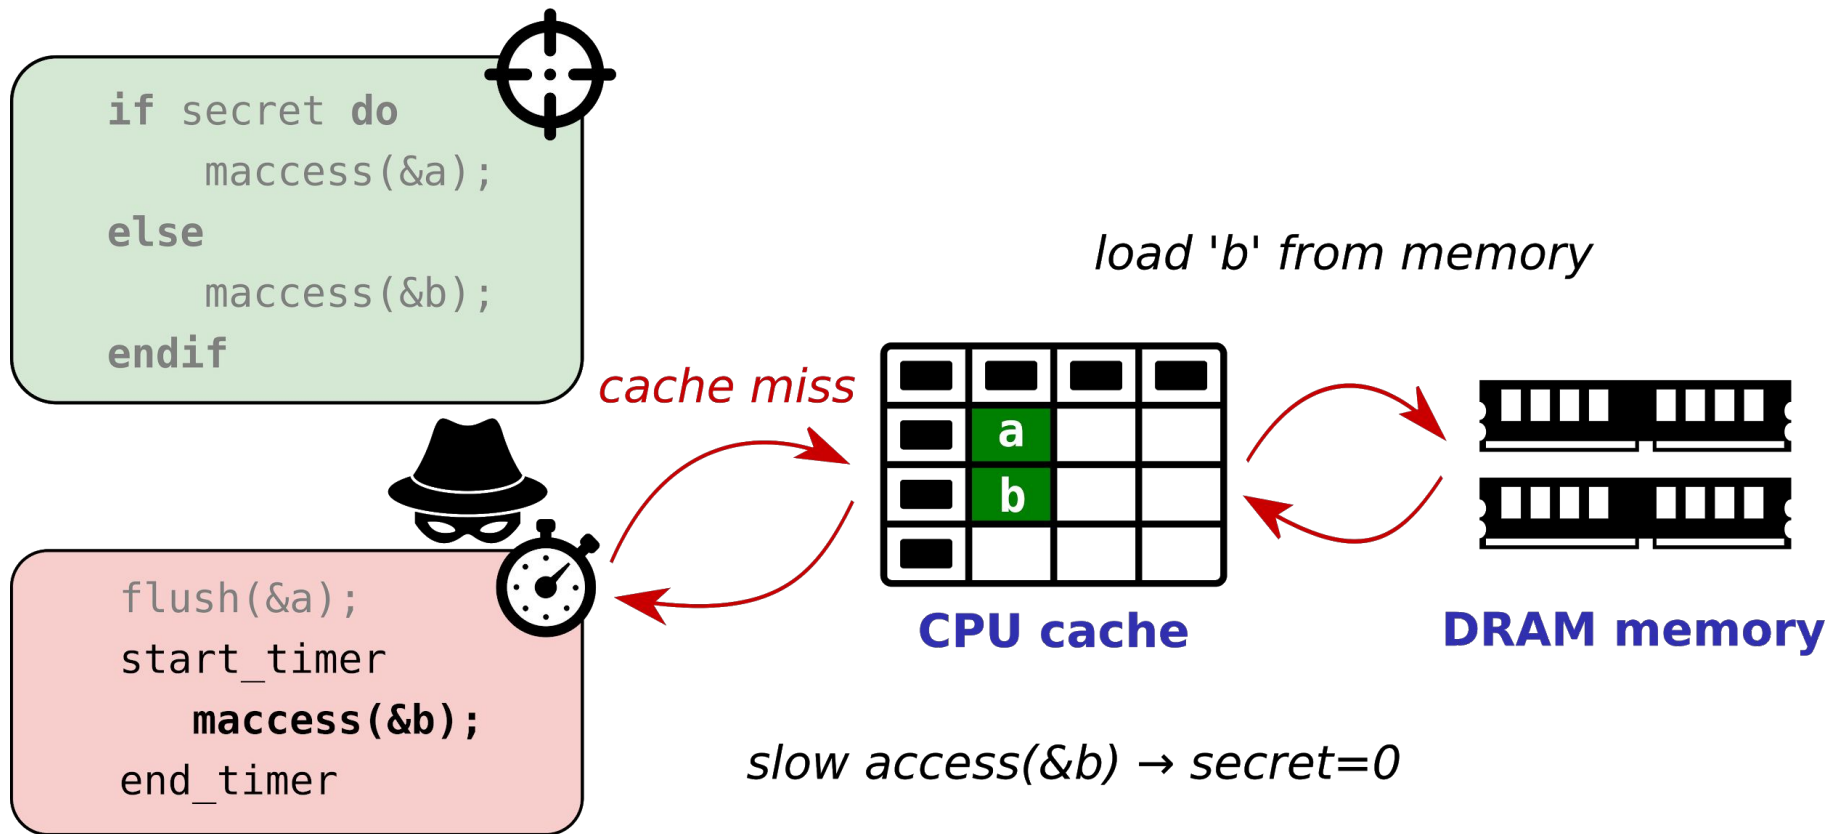 if secret do
maccess(&a);
else
maccess(&b);
endif
load 'b' from memory
cache miss
a
b
CPU cache
DRAM memory
flush(&a);
start_timer
maccess(&b);
end_timer
slow access(&b) → secret=0